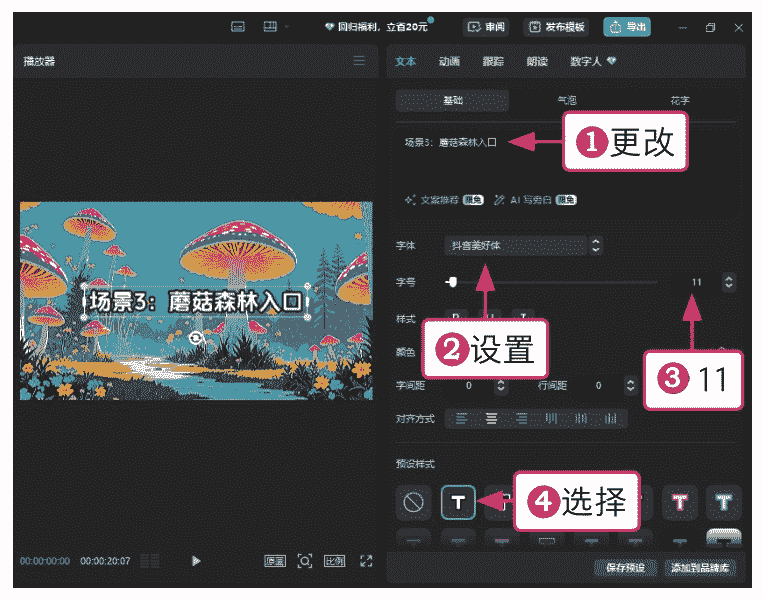 回归福利，立省20元
审阅
发布模板
导出
播放器
文本 动画 跟踪 朗读 数字人
基础 气泡 花字
场景3：蘑菇森林入口
❶更改
文案推荐 限免 AI 写旁白 限免
字体 抖音美好体
字号 11
样式
❷设置
颜色
❸ 11
字间距 0 行间距 0
对齐方式
预设样式
❹选择
场景3：蘑菇森林入口
00:00:00:00 00:00:20:07
原画
比例
保存预设 添加到品牌库